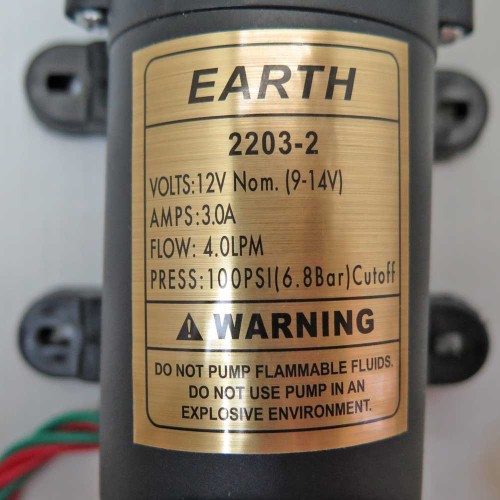 EARTH
2203-2
VOLTS:12V Nom. (9-14V)
AMPS:3.0A
FLOW: 4.0LPM
PRESS:100PSI(6.8Bar)Cutoff
WARNING
DO NOT PUMP FLAMMABLE FLUIDS.
DO NOT USE PUMP IN AN
EXPLOSIVE ENVIRONMENT.